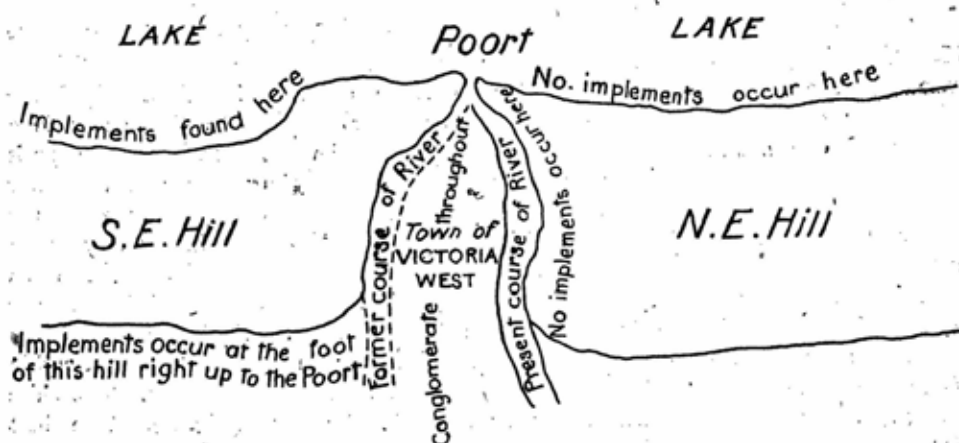 LAKE
LAKE
Poort
Implements found here
No. implements occur here
S.E. Hill
Former course of River
throughout
Town of
VICTORIA
WEST
Conglomerate
Present course of River
No implements occur here
N.E. Hill
Implements occur at the foot
of this hill right up to the Poort